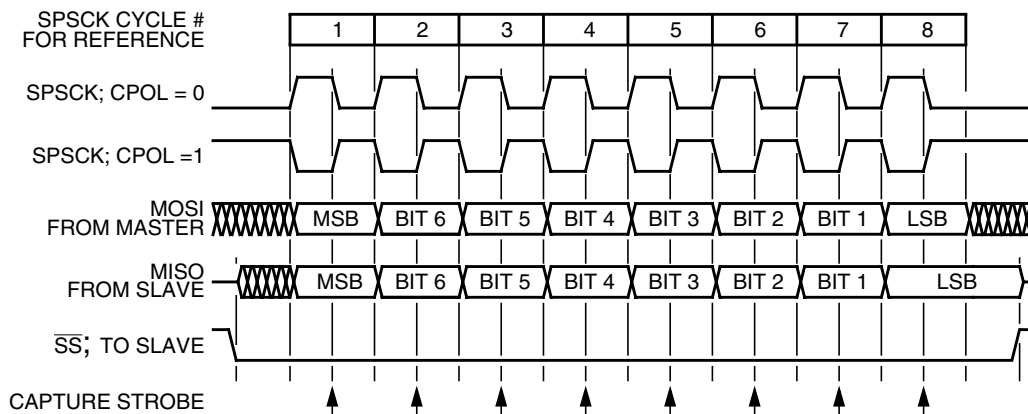 SPSCK CYCLE #
FOR REFERENCE
1 2 3 4 5 6 7 8
SPSCK; CPOL = 0
SPSCK; CPOL =1
MOSI
FROM MASTER
MSB BIT 6 BIT 5 BIT 4 BIT 3 BIT 2 BIT 1 LSB
MISO
FROM SLAVE
MSB BIT 6 BIT 5 BIT 4 BIT 3 BIT 2 BIT 1 LSB
S̅S̅; TO SLAVE
CAPTURE STROBE